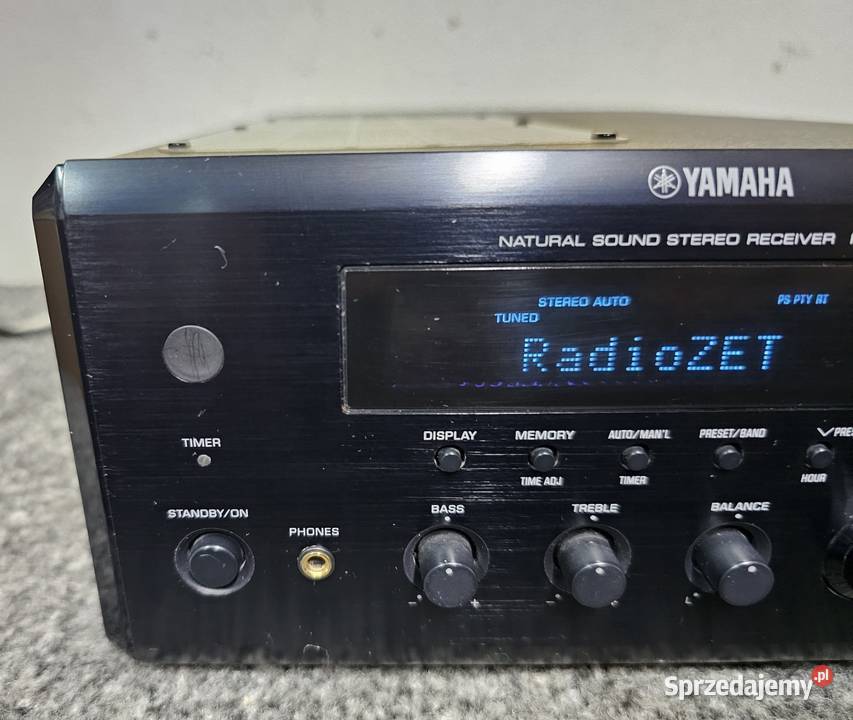 YAMAHA
NATURAL SOUND STEREO RECEIVER
STEREO AUTO
PS PTY RT
TUNED
RadioZET
TIMER
DISPLAY
MEMORY
AUTO/MAN'L
PRESET/BAND
TIME ADJ
TIMER
HOUR
STANDBY/ON
PHONES
BASS
TREBLE
BALANCE
- +
-
L
Sprzedajemy.pl